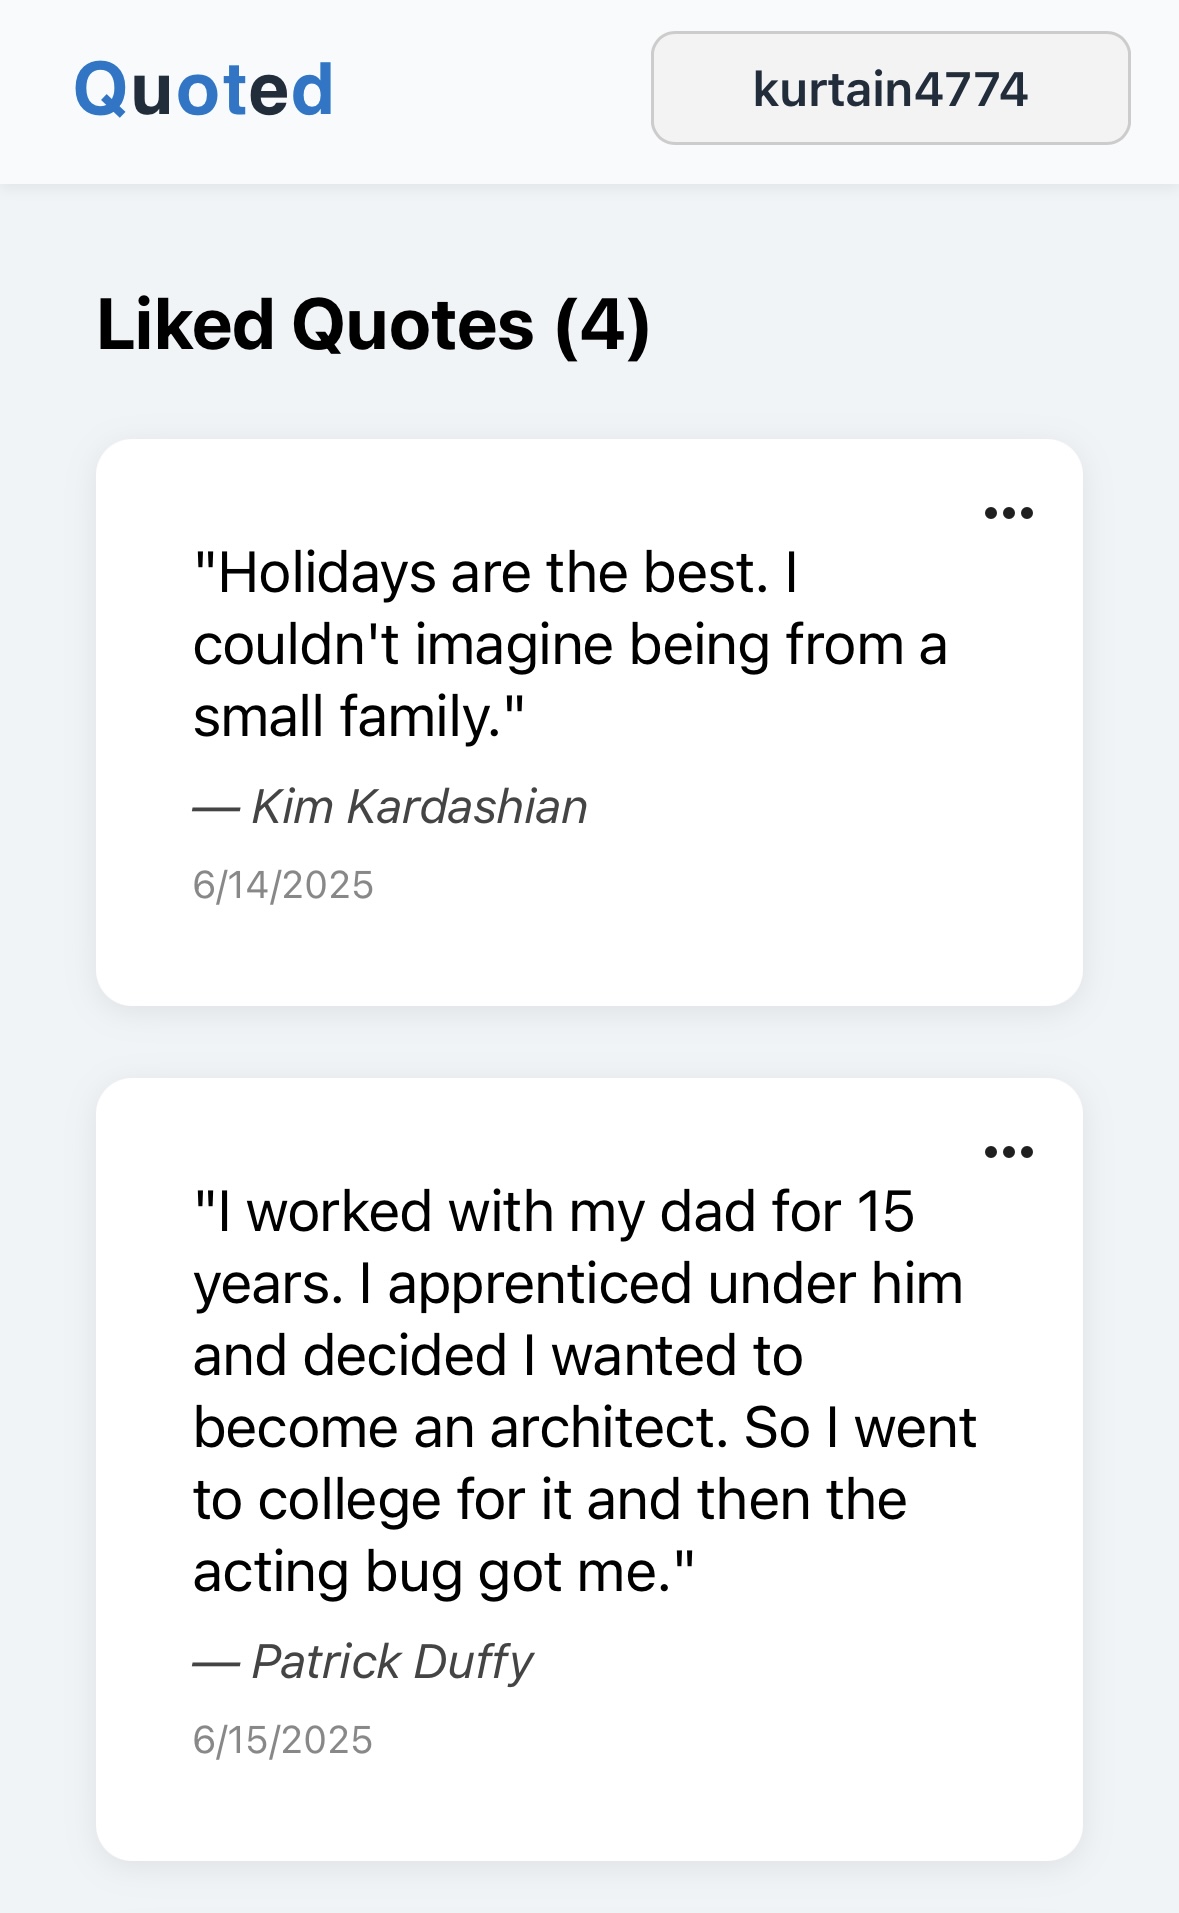 Quoted
kurtain4774
Liked Quotes (4)
"Holidays are the best. I
couldn't imagine being from a
small family."
— Kim Kardashian
6/14/2025
"I worked with my dad for 15
years. I apprenticed under him
and decided I wanted to
become an architect. So I went
to college for it and then the
acting bug got me."
— Patrick Duffy
6/15/2025